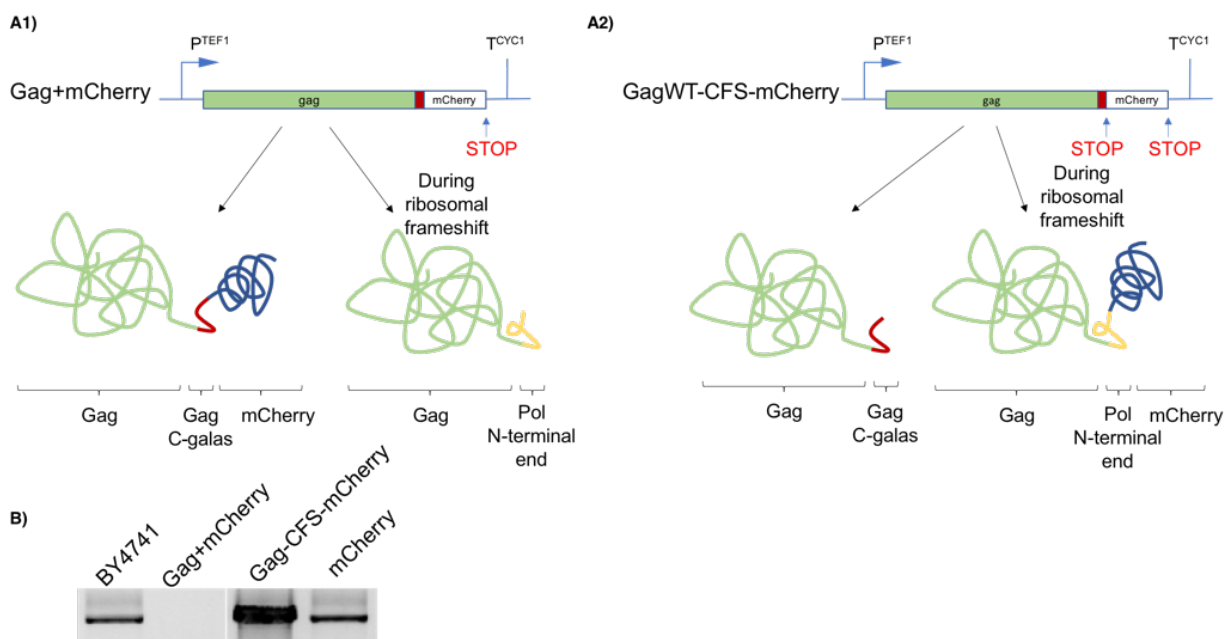 A1)
P^TEF1
T^CYC1
Gag+mCherry
gag
mCherry
STOP
During
ribosomal
frameshift
Gag
Gag
C-galas
mCherry
Gag
Pol
N-terminal
end
A2)
P^TEF1
T^CYC1
GagWT-CFS-mCherry
gag
mCherry
STOP
STOP
During
ribosomal
frameshift
Gag
Gag
C-galas
Gag
Pol
N-terminal
end
mCherry
B)
BY4741
Gag+mCherry
Gag-CFS-mCherry
mCherry